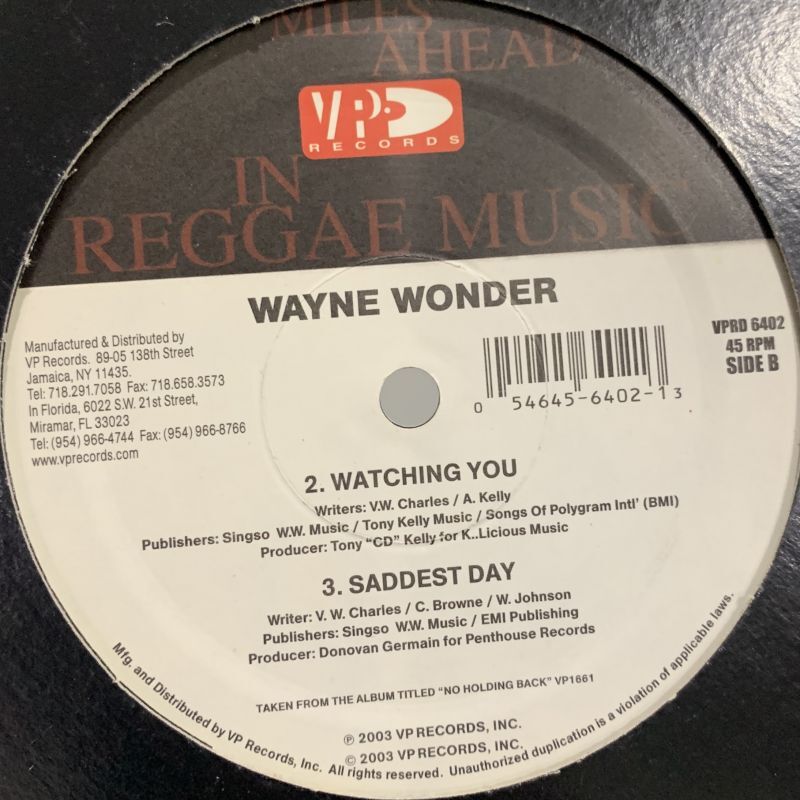 MILES
AHEAD
VP
RECORDS
IN
REGGAE MUSIC
WAYNE WONDER
Manufactured & Distributed by
VP Records. 89-05 138th Street
Jamaica, NY 11435.
Tel: 718.291.7058 Fax: 718.658.3573
In Florida, 6022 S.W. 21st Street,
Miramar, FL 33023
Tel: (954) 966-4744 Fax: (954) 966-8766
www.vprecords.com
VPRD 6402
45 RPM
SIDE B
0 54645-6402-1 3
2. WATCHING YOU
Writers: V.W. Charles / A. Kelly
Publishers: Singso W.W. Music / Tony Kelly Music / Songs Of Polygram Intl' (BMI)
Producer: Tony "CD" Kelly for K..Licious Music
3. SADDEST DAY
Writer: V. W. Charles / C. Browne / W. Johnson
Publishers: Singso W.W. Music / EMI Publishing
Producer: Donovan Germain for Penthouse Records
TAKEN FROM THE ALBUM TITLED "NO HOLDING BACK" VP1661
℗ 2003 VP RECORDS, INC.
© 2003 VP RECORDS, INC.
Mfg. and Distributed by VP Records, Inc. All rights reserved. Unauthorized duplication is a violation of applicable laws.